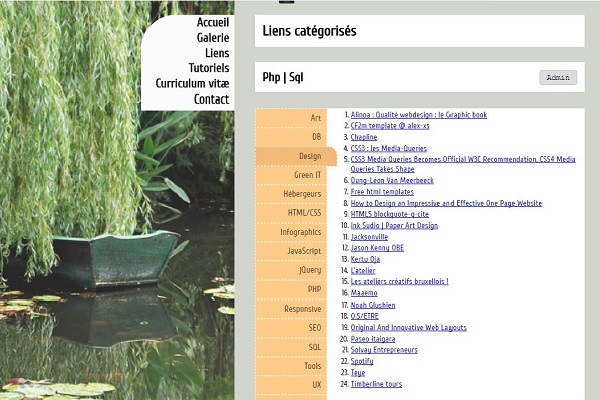 Accueil
Galerie
Liens
Tutoriels
Curriculum vitæ
Contact
Liens catégorisés
Php | Sql
Admin
Art
DB
Design
Green IT
Hébergeurs
HTML/CSS
Infographics
JavaScript
jQuery
PHP
Responsive
SEO
SQL
Tools
UX
1. Alinoa : Qualité webdesign : le Graphic book
2. CF2m template @ alex-xs
3. Chapline
4. CSS3 : les Media-Queries
5. CSS3 Media Queries Becomes Official W3C Recommendation, CSS4 Media
Queries Takes Shape
6. Dung-Léon Van Meerbeeck
7. Free html templates
8. How to Design an Impressive and Effective One Page Website
9. HTML5 blockquote-q-cite
10. Ink Sudio | Paper Art Design
11. Jacksonville
12. Jason Kenny OBE
13. Kertu Oja
14. L'atelier
15. Les ateliers créatifs bruxellois !
16. Maaemo
17. Noah Glushien
18. O.S/ETRE
19. Original And Innovative Web Layouts
20. Paseo itaigara
21. Solvay Entrepreneurs
22. Spotify
23. Teye
24. Timberline tours